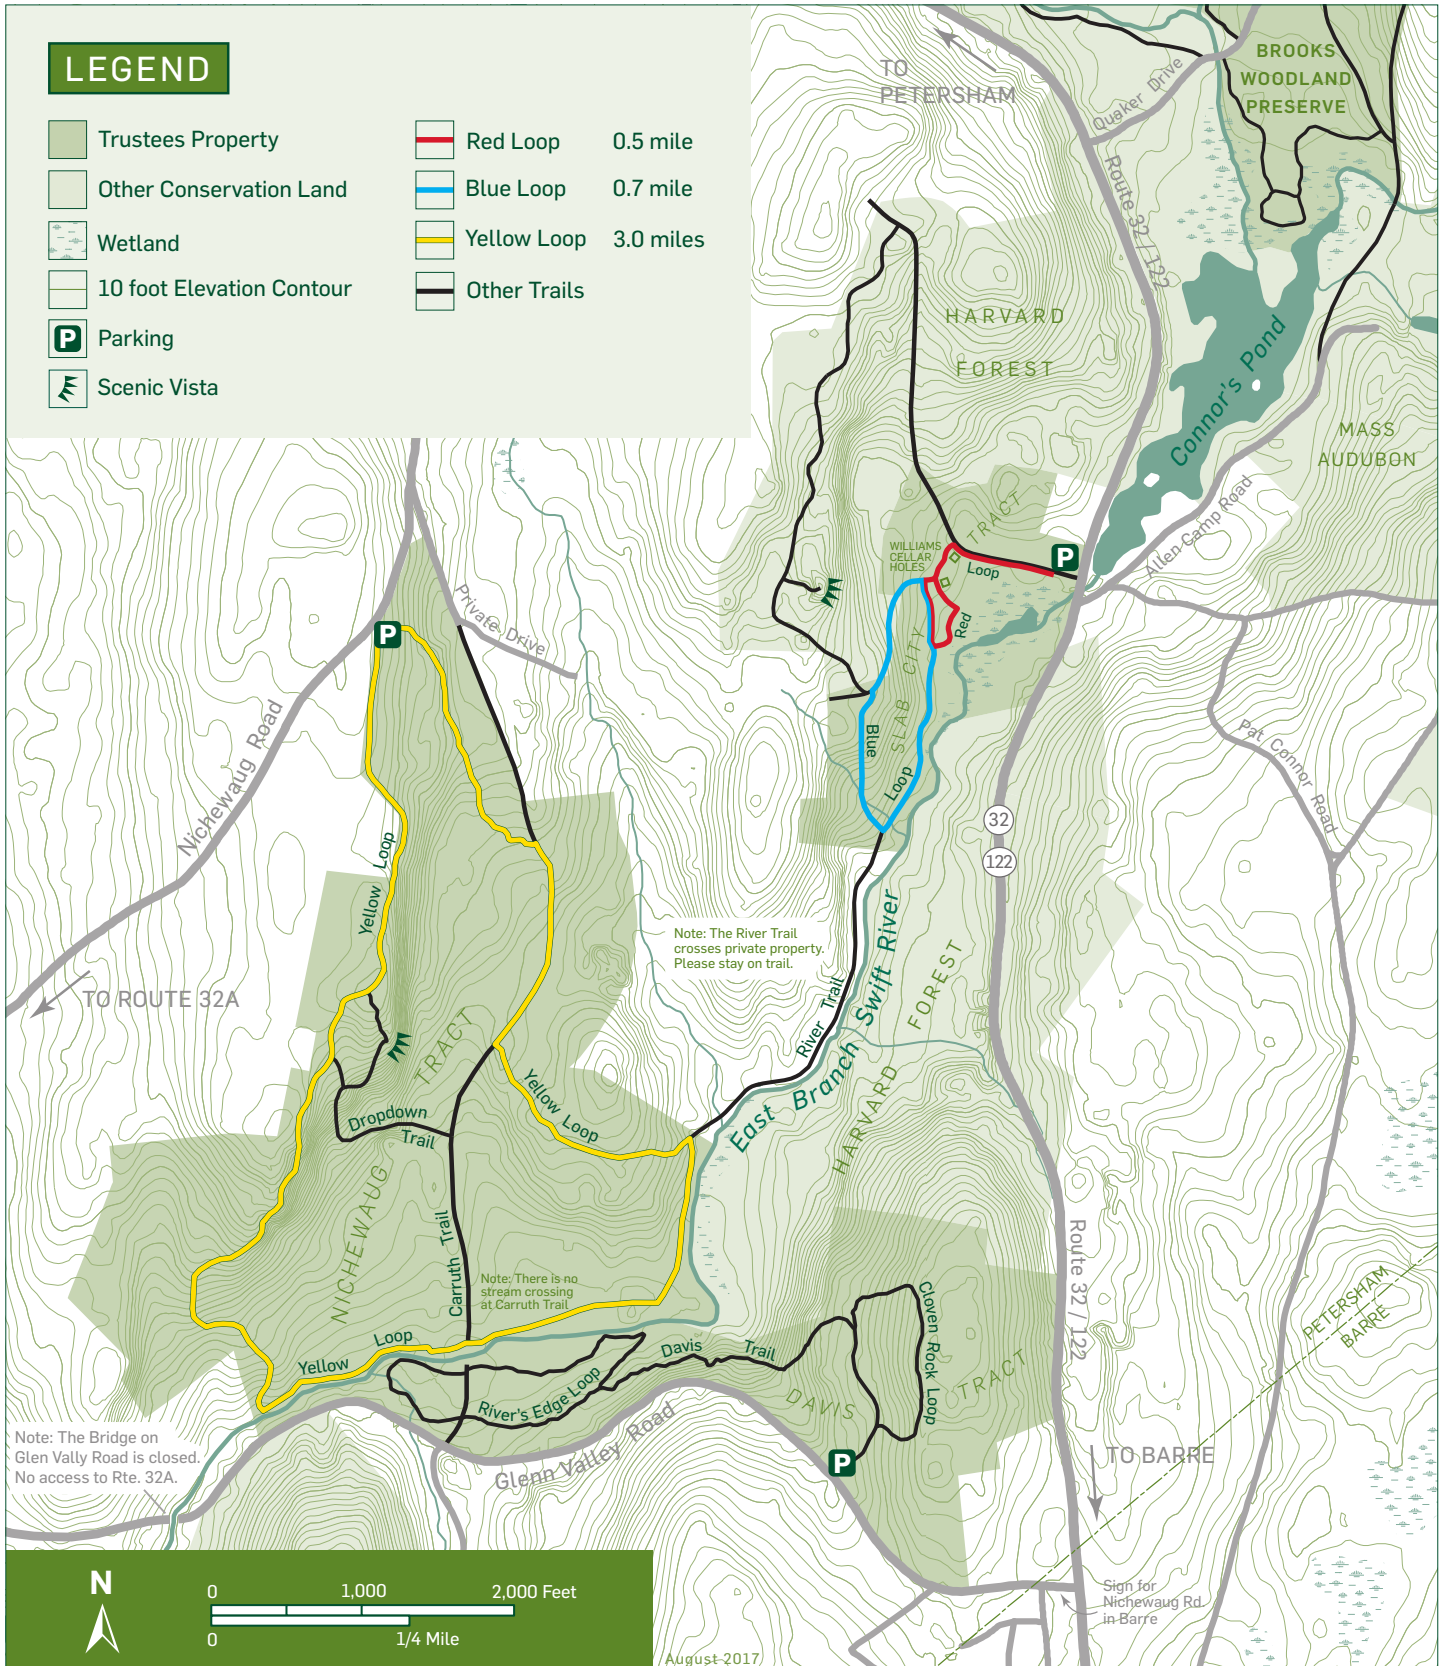 LEGEND
Trustees Property
Other Conservation Land
Wetland
10 foot Elevation Contour
Parking
Scenic Vista
Red Loop 0.5 mile
Blue Loop 0.7 mile
Yellow Loop 3.0 miles
Other Trails
P
TO
PETERSHAM
Quaker Drive
BROOKS
WOODLAND
PRESERVE
Route 32 / 122
HARVARD
FOREST
Connor's Pond
MASS
AUDUBON
Allen Camp Road
TRACT
WILLIAMS
CELLAR
HOLES
P
Loop
Red
SLAB CITY
Blue
Loop
Private Drive
P
Nichewaug Road
Pat Connor Road
32
122
Yellow Loop
Note: The River Trail
crosses private property.
Please stay on trail.
River Trail
East Branch Swift River
HARVARD FOREST
TO ROUTE 32A
NICHEWAUG TRACT
Dropdown
Trail
Yellow Loop
Carruth Trail
Note: There is no
stream crossing
at Carruth Trail
Yellow Loop
River's Edge Loop
Davis Trail
Cloven Rock Loop
DAVIS TRACT
P
Glenn Valley Road
Route 32 / 122
PETERSHAM
BARRE
TO BARRE
Note: The Bridge on
Glen Vally Road is closed.
No access to Rte. 32A.
Sign for
Nichewaug Rd.
in Barre
N
0 1,000 2,000 Feet
0 1/4 Mile
August 2017